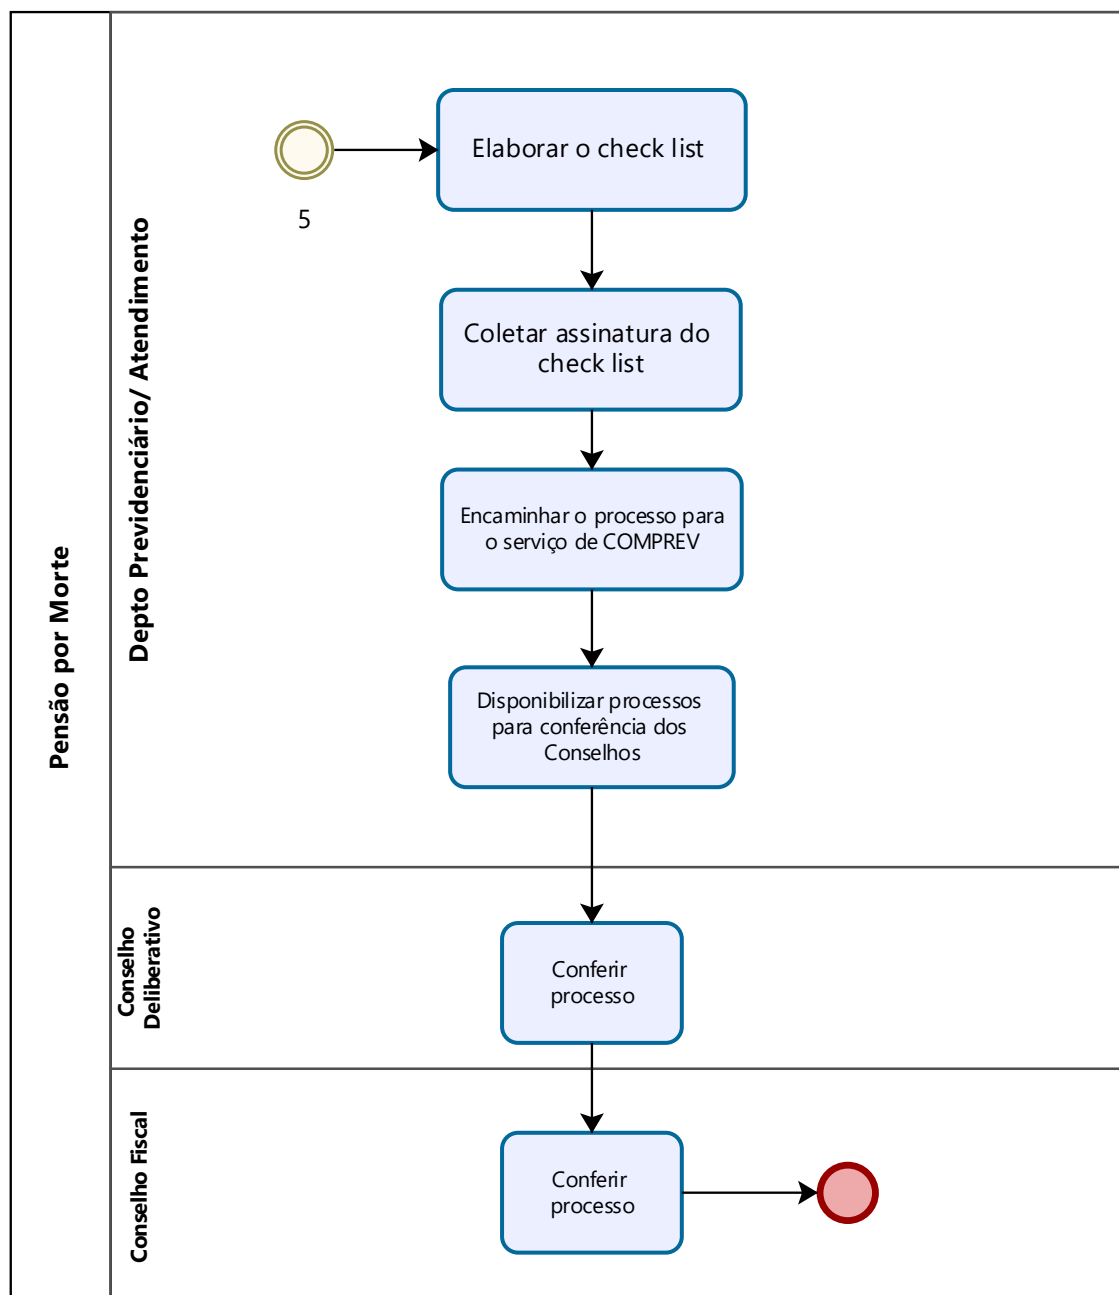 Pensão por Morte
Depto Previdenciário/ Atendimento
5
Elaborar o check list
Coletar assinatura do
check list
Encaminhar o processo para
o serviço de COMPREV
Disponibilizar processos
para conferência dos
Conselhos
Conselho
Deliberativo
Conferir
processo
Conselho Fiscal
Conferir
processo